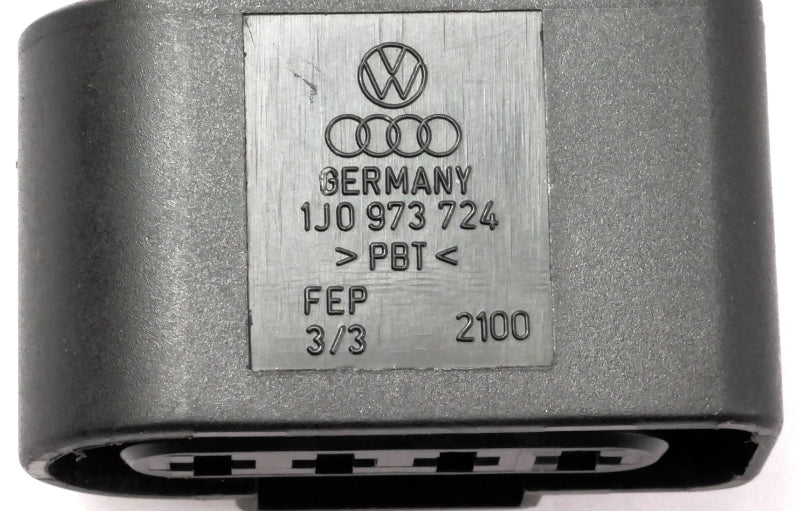 VW
GERMANY
1J0 973 724
>PBT<
FEP
3/3 2100